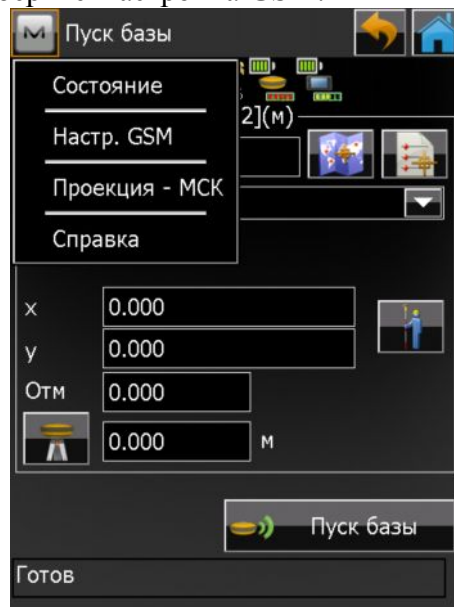 Пуск базы
Состояние
Настр. GSM
Проекция - МСК
Справка
2](м)
x
0.000
y
0.000
Отм
0.000
0.000
м
Пуск базы
Готов